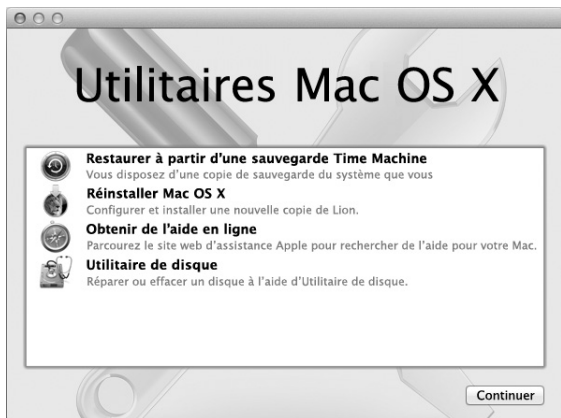 Utilitaires Mac OS X
Restaurer à partir d'une sauvegarde Time Machine
Vous disposez d'une copie de sauvegarde du système que vous
Réinstaller Mac OS X
Configurer et installer une nouvelle copie de Lion.
Obtenir de l'aide en ligne
Parcourez le site web d'assistance Apple pour rechercher de l'aide pour votre Mac.
Utilitaire de disque
Réparer ou effacer un disque à l'aide d'Utilitaire de disque.
Continuer